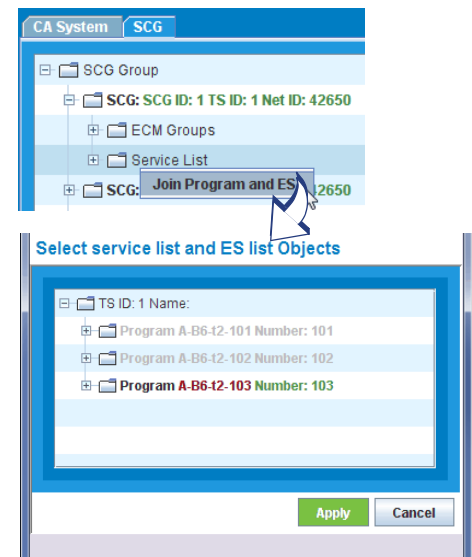 CA System SCG
SCG Group
SCG: SCG ID: 1 TS ID: 1 Net ID: 42650
ECM Groups
Service List
Join Program and ES
SCG: 42650
Select service list and ES list Objects
TS ID: 1 Name:
Program A-B6-t2-101 Number: 101
Program A-B6-t2-102 Number: 102
Program A-B6-t2-103 Number: 103
Apply Cancel